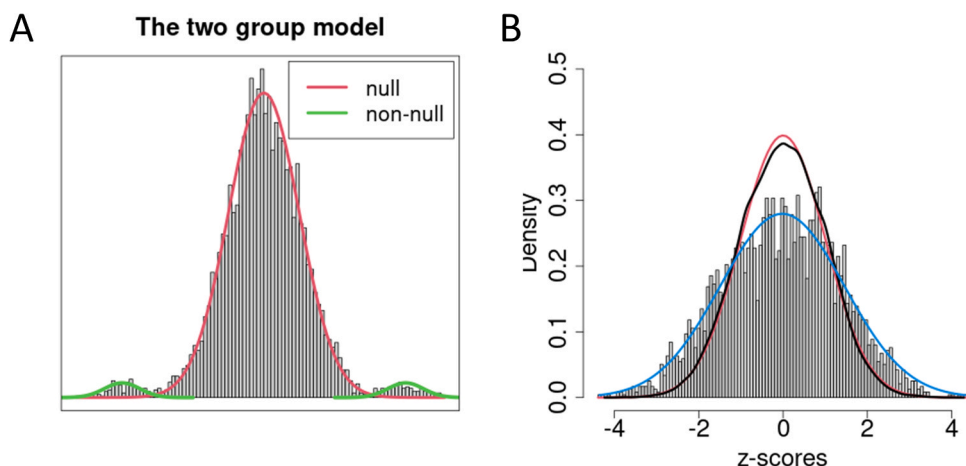 A
The two group model
null
non-null
B
Density
0.5
0.4
0.3
0.2
0.1
0.0
-4 -2 0 2 4
z-scores